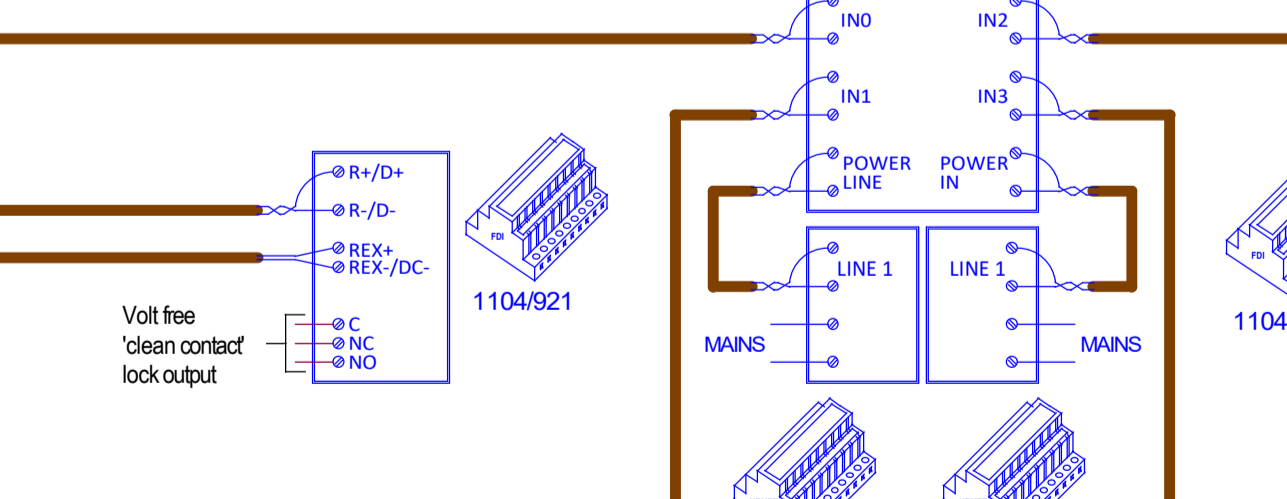 IN0
IN2
IN1
IN3
POWER
LINE
POWER
IN
R+/D+
R-/D-
REX+
REX-/DC-
FDI
1104/921
Volt free
'clean contact'
lock output
C
NC
NO
LINE 1
LINE 1
MAINS
MAINS
FDI
1104